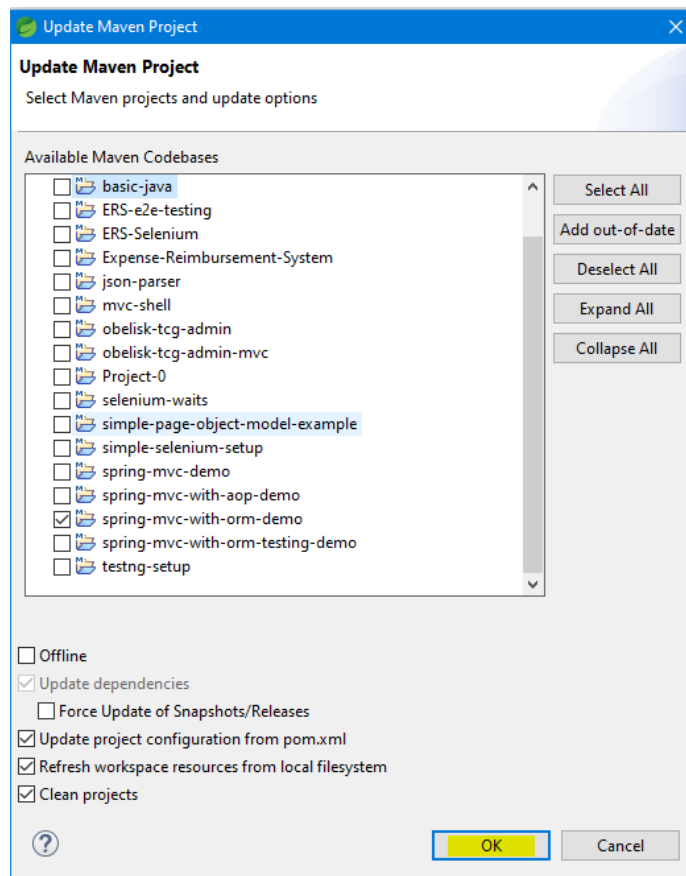 Update Maven Project
Update Maven Project
Select Maven projects and update options
Available Maven Codebases
basic-java
ERS-e2e-testing
ERS-Selenium
Expense-Reimbursement-System
json-parser
mvc-shell
obelisk-tcg-admin
obelisk-tcg-admin-mvc
Project-0
selenium-waits
simple-page-object-model-example
simple-selenium-setup
spring-mvc-demo
spring-mvc-with-aop-demo
spring-mvc-with-orm-demo
spring-mvc-with-orm-testing-demo
testng-setup
Select All
Add out-of-date
Deselect All
Expand All
Collapse All
Offline
Update dependencies
Force Update of Snapshots/Releases
Update project configuration from pom.xml
Refresh workspace resources from local filesystem
Clean projects
OK
Cancel